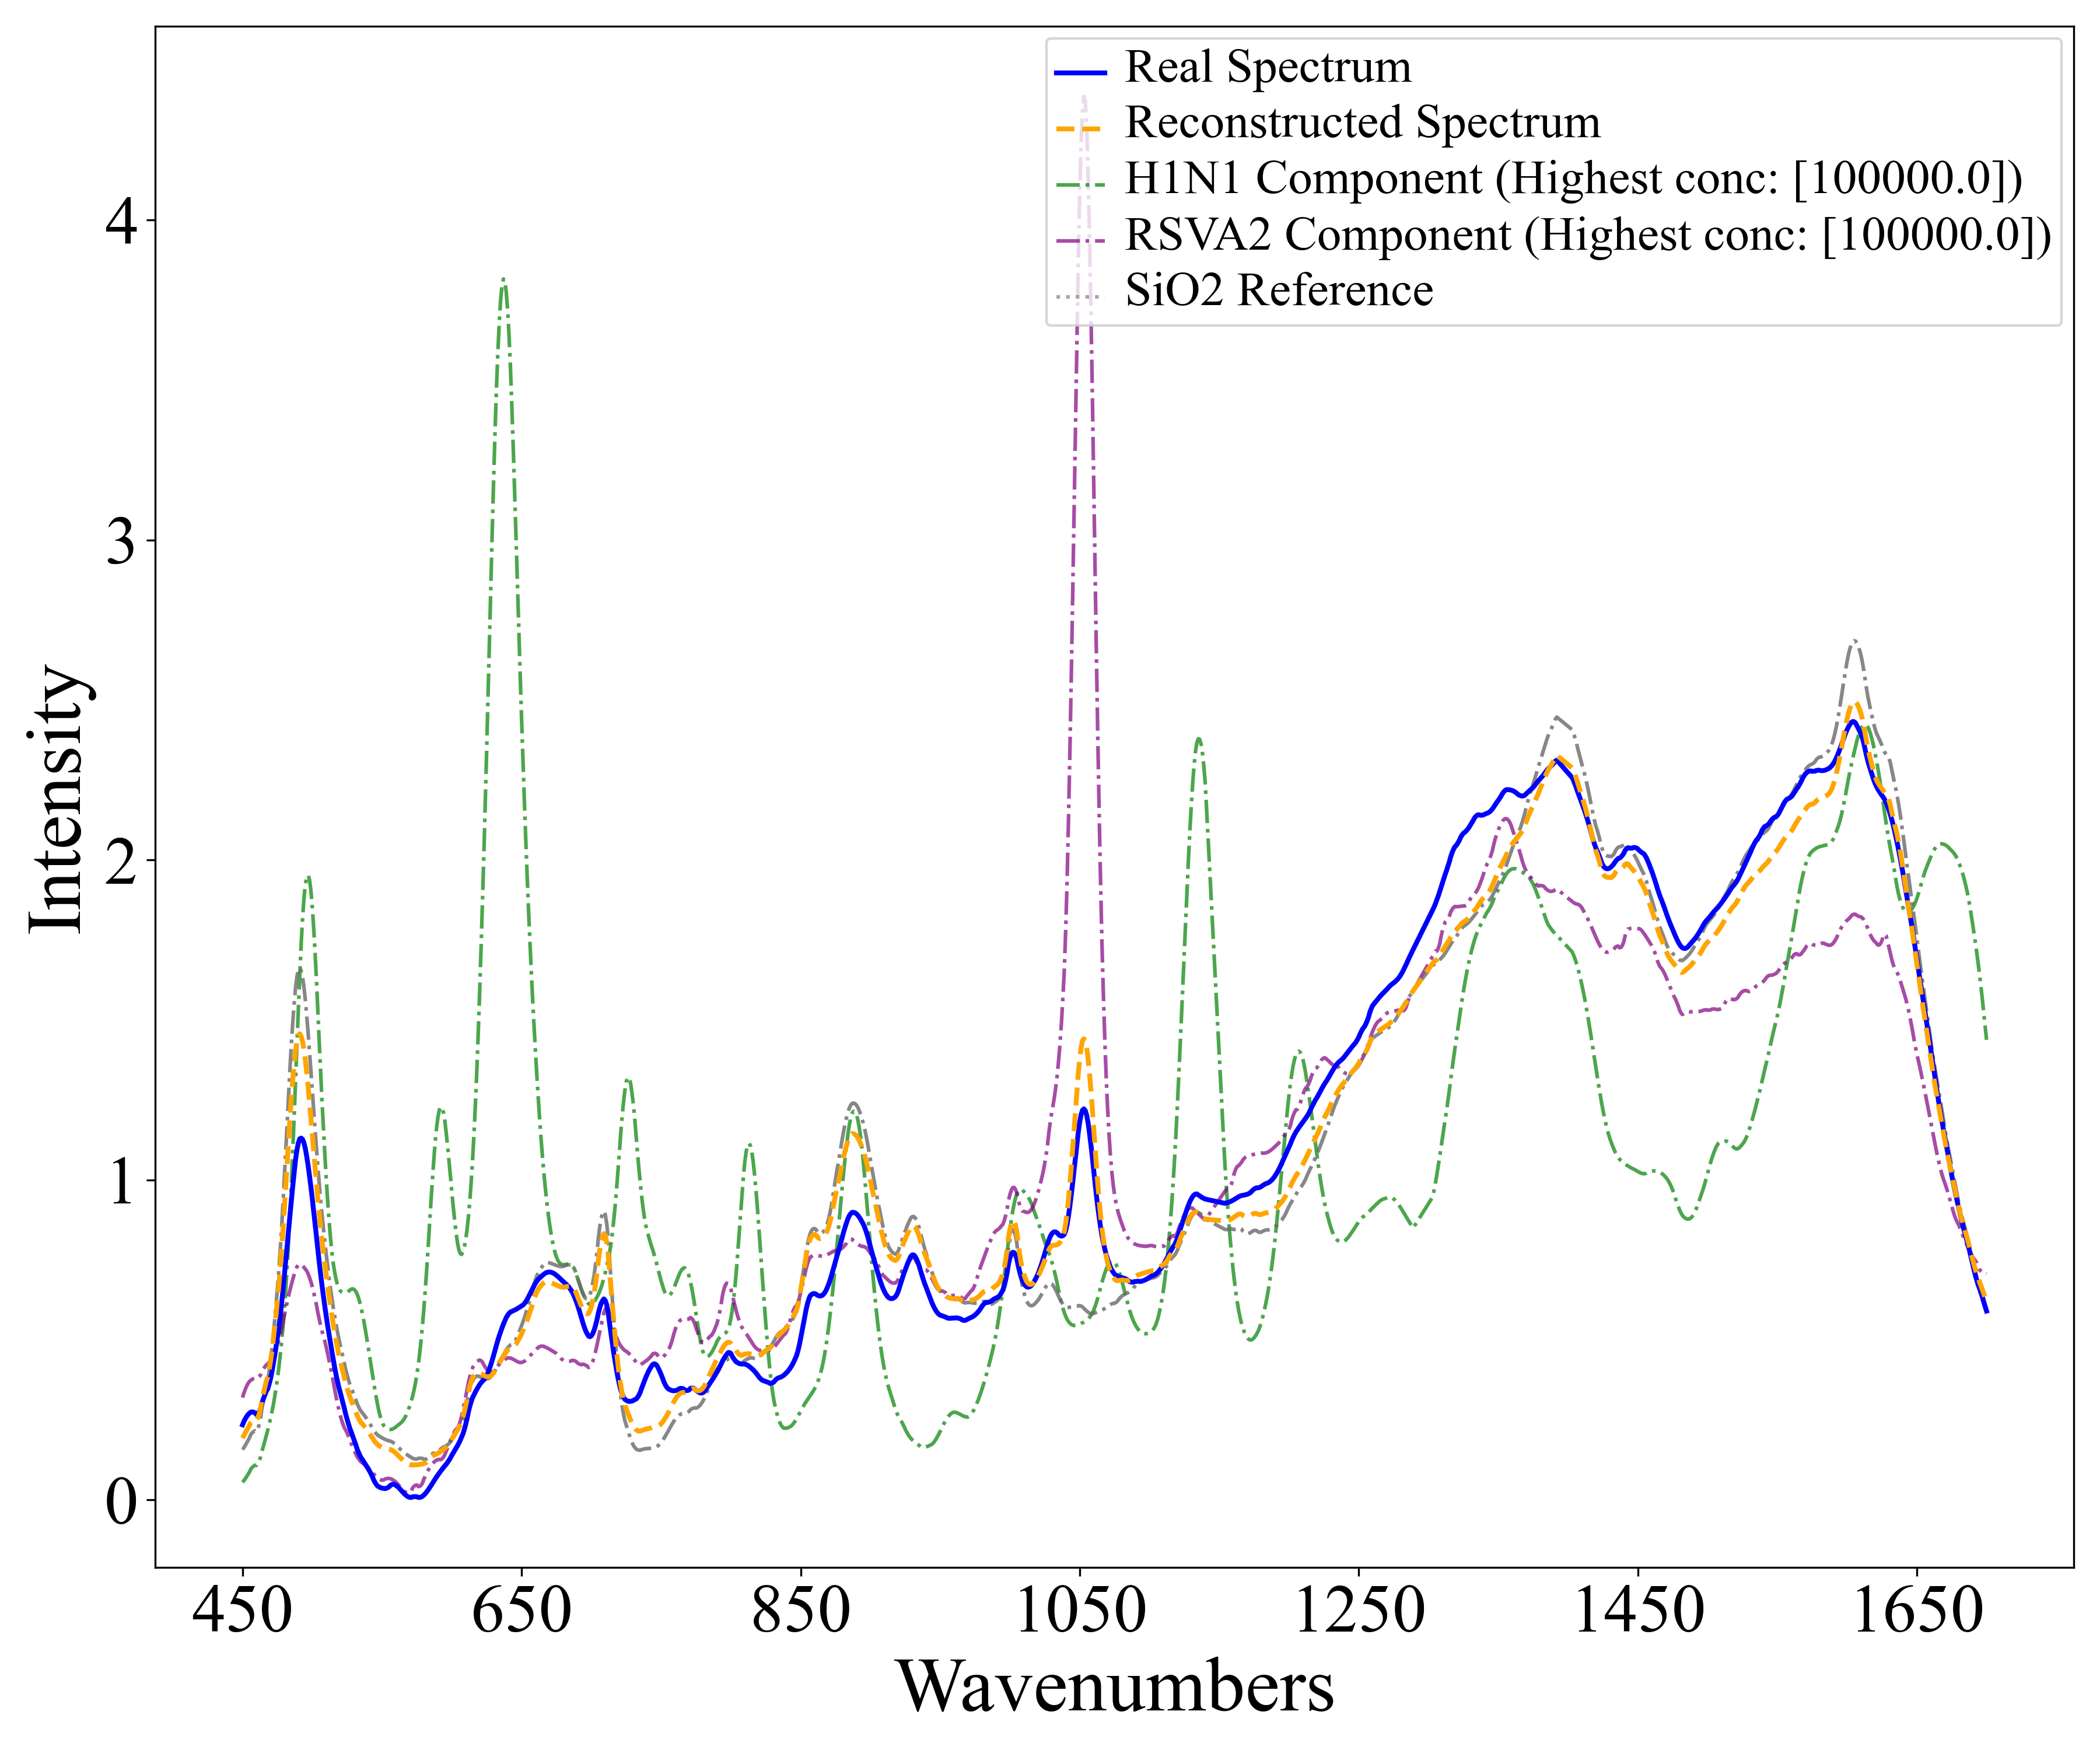 Real Spectrum
Reconstructed Spectrum
H1N1 Component (Highest conc: [100000.0])
RSVA2 Component (Highest conc: [100000.0])
SiO2 Reference
Intensity
4
3
2
1
0
450 650 850 1050 1250 1450 1650
Wavenumbers